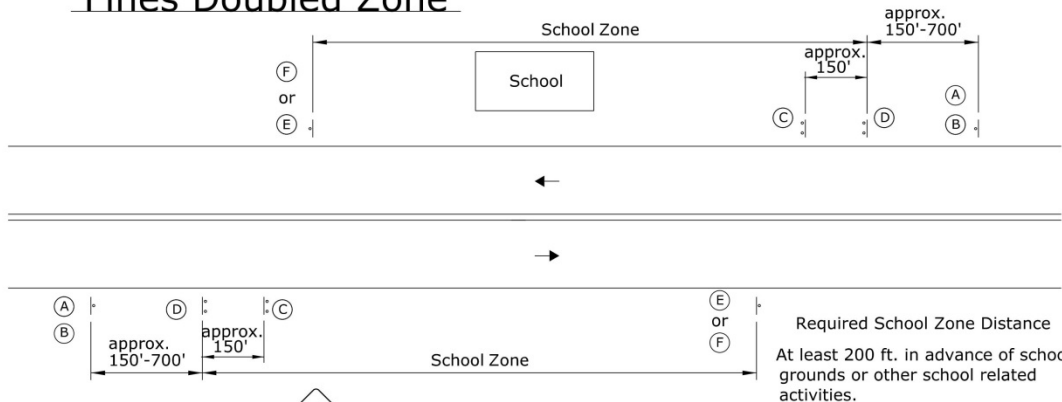 Fines Doubled Zone
approx.
150'-700'
School Zone
approx.
150'
School
F
or
E
C
D
A
B
A
B
D
C
approx.
150'-700'
approx.
150'
School Zone
E
or
F
Required School Zone Distance
At least 200 ft. in advance of
grounds or other school related
activities.